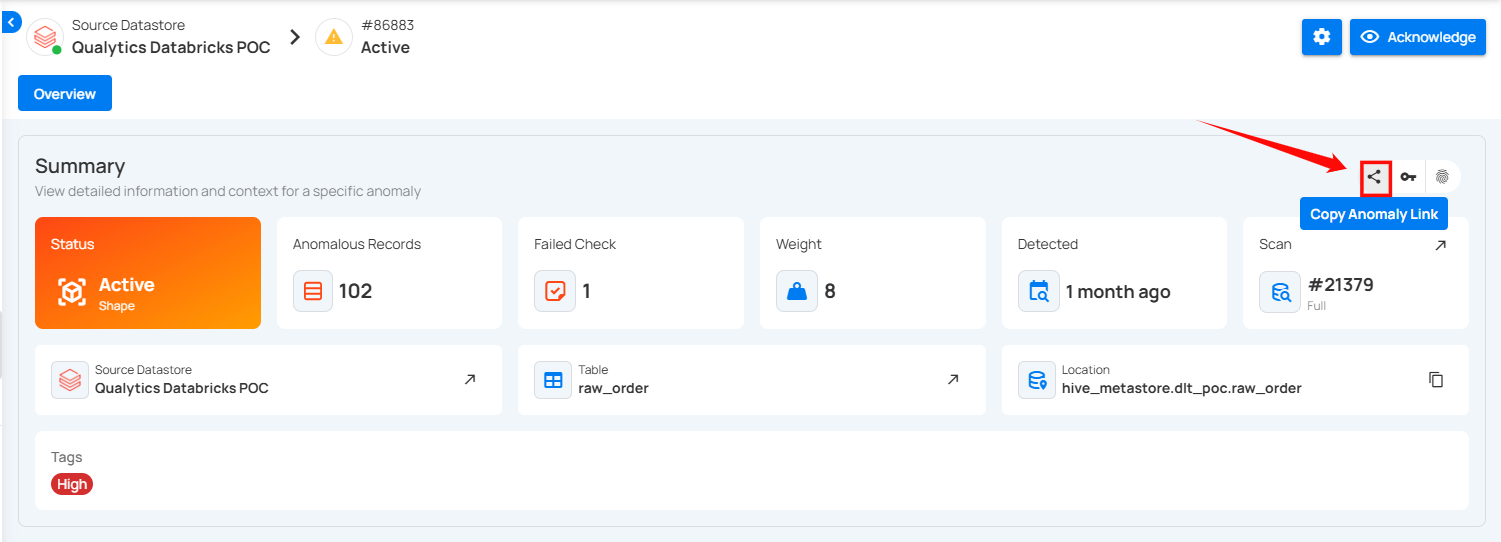 Source Datastore
Qualytics Databricks POC
#86883
Active
Acknowledge
Overview
Summary
View detailed information and context for a specific anomaly
Copy Anomaly Link
Status
Active
Shape
Anomalous Records
102
Failed Check
1
Weight
8
Detected
1 month ago
Scan
#21379
Full
Source Datastore
Qualytics Databricks POC
Table
raw_order
Location
hive_metastore.dlt_poc.raw_order
Tags
High